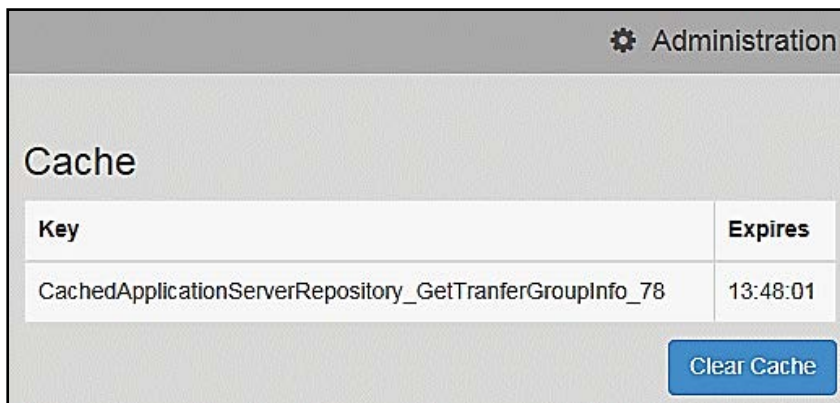 Administration
Cache
Key Expires
CachedApplicationServerRepository_GetTranferGroupInfo_78 13:48:01
Clear Cache